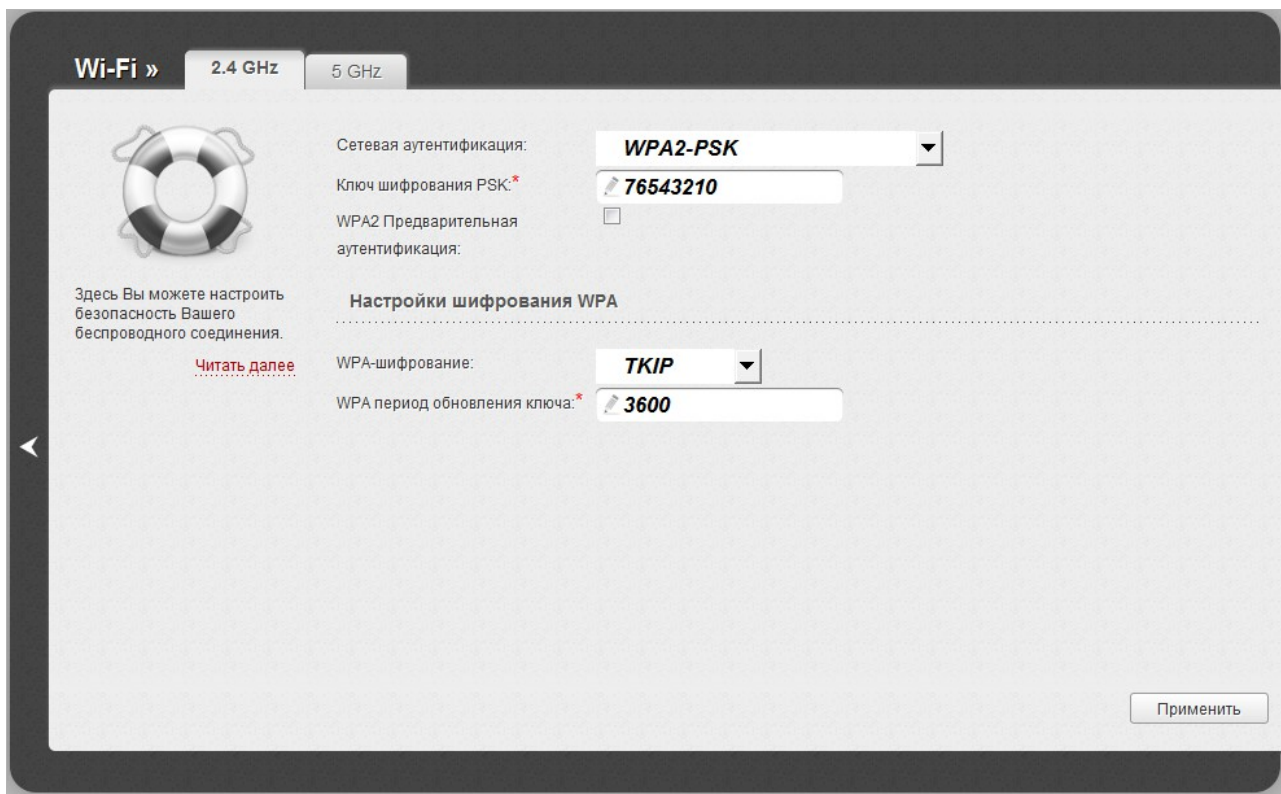 Wi-Fi » 2.4 GHz 5 GHz
Сетевая аутентификация: WPA2-PSK
Ключ шифрования PSK:* 76543210
WPA2 Предварительная
аутентификация:
Здесь Вы можете настроить
безопасность Вашего
беспроводного соединения.
Читать далее
Настройки шифрования WPA
WPA-шифрование: TKIP
WPA период обновления ключа:* 3600
Применить